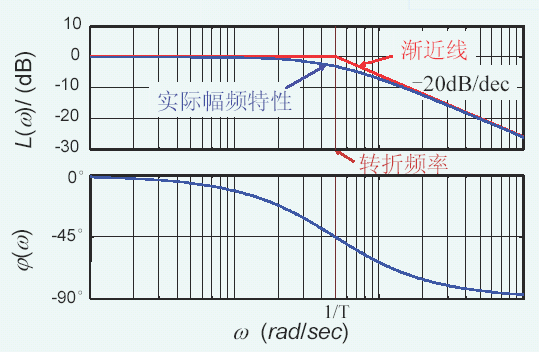 10
0
-10
-20
-30
L(ω)/(dB)
渐近线
−20dB/dec
实际幅频特性
转折频率
0°
-45°
-90°
φ(ω)
1/T
ω (rad/sec)